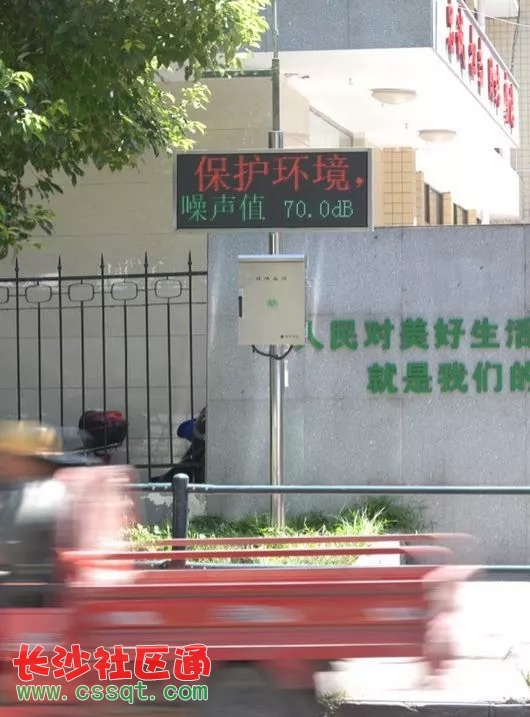 保护环境，
噪声值 70.0dB
人民对美好生活
就是我们的
长沙社区通
www.cssqt.com